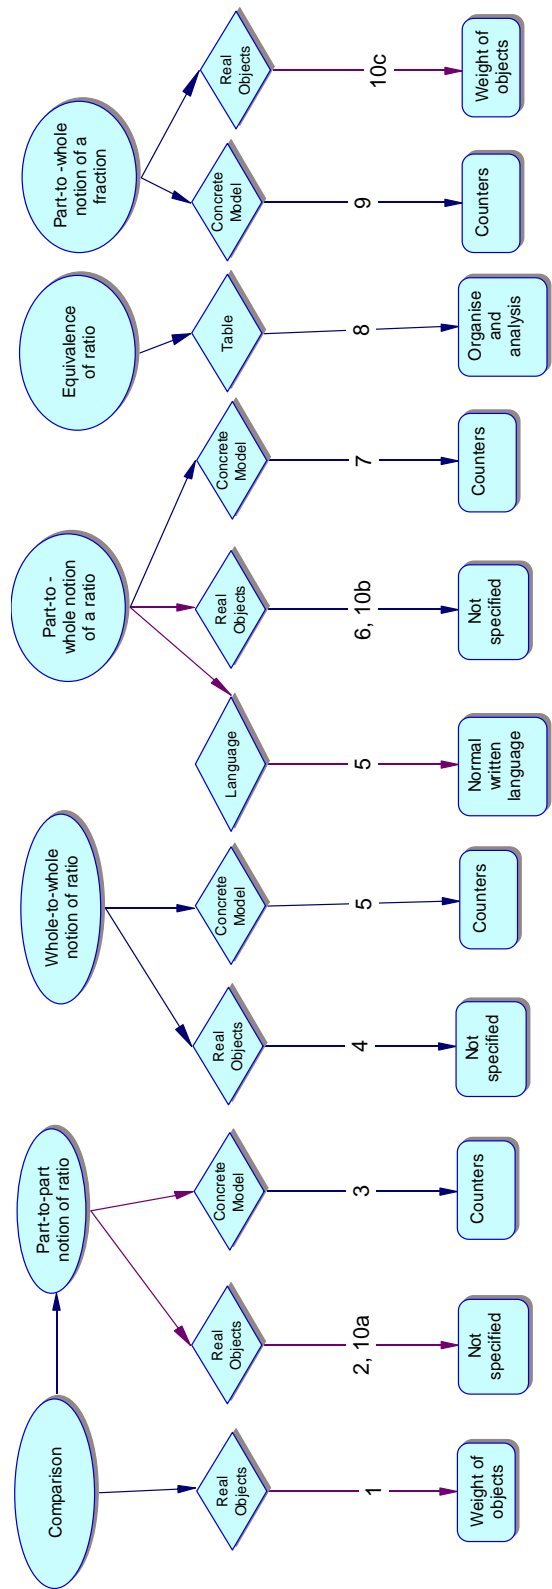 Comparison
Part-to-part
notion of ratio
Whole-to-whole
notion of ratio
Part-to -
whole notion
of a ratio
Equivalence
of ratio
Part-to -whole
notion of a
fraction
Real
Objects
Real
Objects
Concrete
Model
Real
Objects
Concrete
Model
Language
Real
Objects
Concrete
Model
Table
Concrete
Model
Real
Objects
1
2, 10a
3
4
5
5
6, 10b
7
8
9
10c
Weight of
objects
Not
specified
Counters
Not
specified
Counters
Normal
written
language
Not
specified
Counters
Organise
and
analysis
Counters
Weight of
objects